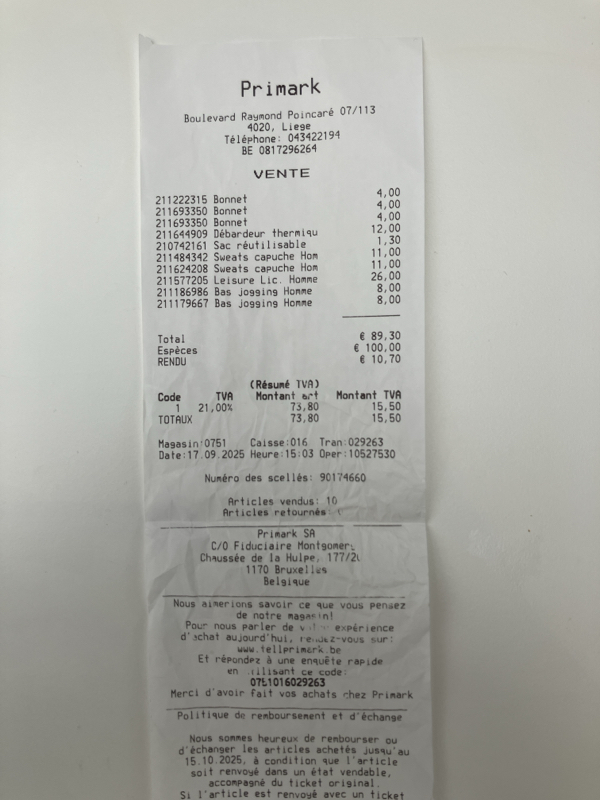 Primark
Boulevard Raymond Poincaré 07/113
4020, Liege
Téléphone: 043422194
BE 0817296264
VENTE
211222315 Bonnet 4,00
211693350 Bonnet 4,00
211693350 Bonnet 4,00
211644909 Débardeur thermiqu 12,00
210742161 Sac réutilisable 1,30
211484342 Sweats capuche Hom 11,00
211624208 Sweats capuche Hom 11,00
211577205 Leisure Lic. Homme 26,00
211186986 Bas jogging Homme 8,00
211179667 Bas jogging Homme 8,00
Total € 89,30
Espèces € 100,00
RENDU € 10,70
(Résumé TVA)
Code TVA Montant Montant TVA
1 21,00% 73,80 15,50
TOTAUX 73,80 15,50
Magasin:0751 Caisse:016 Tran:029263
Date:17.09.2025 Heure:15:03 Oper:10527530
Numéro des scellés: 90174660
Articles vendus: 10
Articles retournés:
Primark SA
C/O Fiduciaire Montgomery
Chaussée de la Hulpe,
1170 Bruxelles
Belgique
Nous aimerions savoir ce que vous pensez
de notre magasin!
Pour nous parler de expérience
d'achat aujourd'hui, rendez-vous sur:
www.tellprimark.be
Et répondez à une enquête rapide
en utilisant ce code:
0751016029263
Merci d'avoir fait vos achats chez Primark
Politique de remboursement et d'échange
Nous sommes heureux de rembourser ou
d'échanger les articles achetés jusqu'au
15.10.2025, à condition que l'article
soit renvoyé dans un état vendable,
accompagné du ticket original.
Si l'article est renvoyé avec un ticket